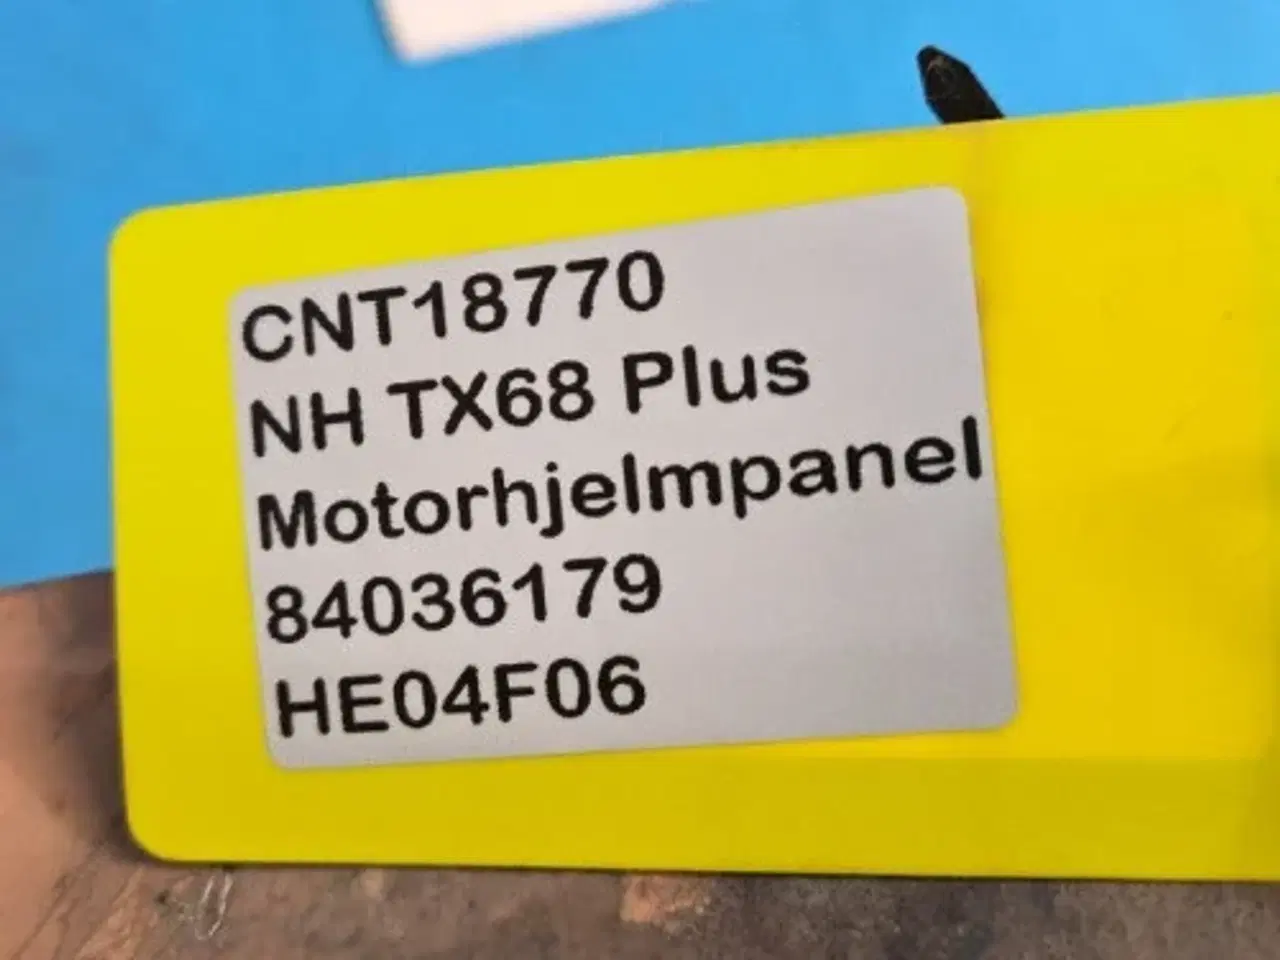 CNT18770
NH TX68 Plus
Motorhjelmpanel
84036179
HE04F06